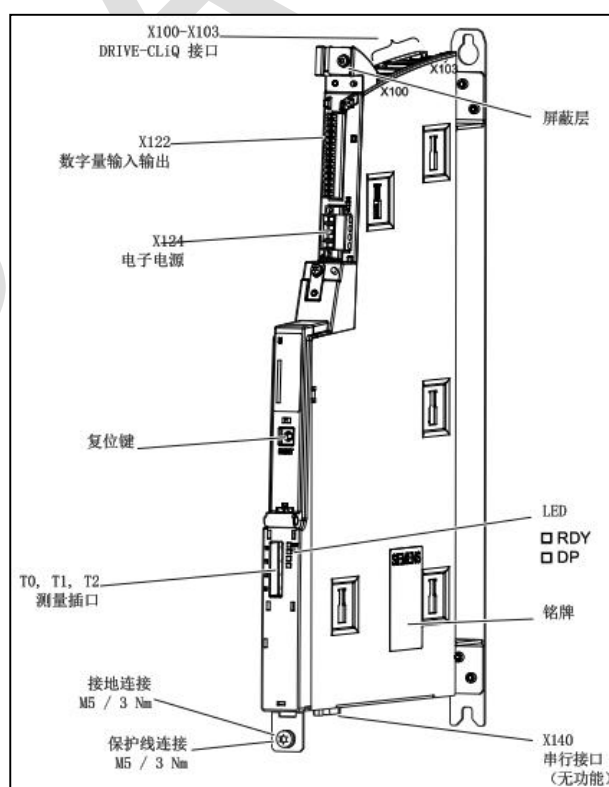 X100-X103
DRIVE-CLiQ 接口
X103
X100
屏蔽层
X122
数字量输入输出
X124
电子电源
复位键
LED
RDY
DP
SIEMENS
T0, T1, T2
测量插口
铭牌
接地连接
M5 / 3 Nm
保护线连接
M5 / 3 Nm
X140
串行接口
(无功能)